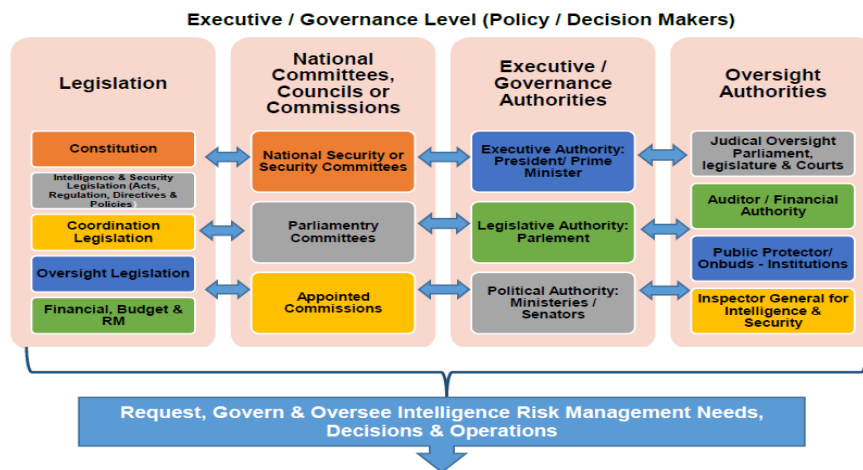 Executive / Governance Level (Policy / Decision Makers)
Legislation
Constitution
Intelligence & Security
Legislation (Acts,
Regulation, Directives &
Policies)
Coordination
Legislation
Oversight Legislation
Financial, Budget &
RM
National
Committees,
Councils or
Commissions
National Security or
Security Committees
Parliamentry
Committees
Appointed
Commissions
Executive /
Governance
Authorities
Executive Authority:
President/ Prime
Minister
Legislative Authority:
Parlement
Political Authority:
Ministeries /
Senators
Oversight
Authorities
Judical Oversight
Parliament,
legislature & Courts
Auditor / Financial
Authority
Public Protector/
Onbuds - Institutions
Inspector General for
Intelligence &
Security
Request, Govern & Oversee Intelligence Risk Management Needs,
Decisions & Operations